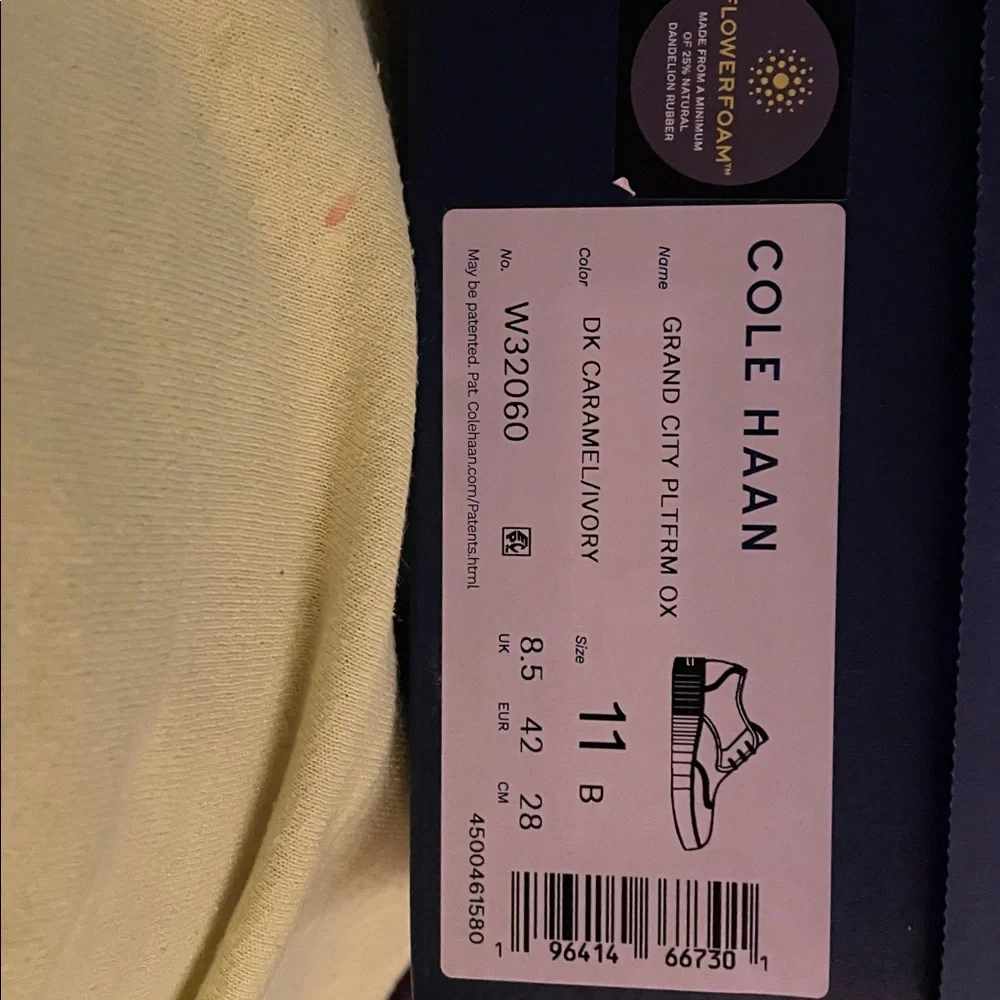 FLOWERFOAM™
MADE FROM A MINIMUM
OF 25% NATURAL
DANDELION RUBBER
COLE HAAN
Name GRAND CITY PLTFRM OX
Color DK CARAMEL/IVORY
Size 11 B
No. W32060
8.5 42 28
UK EUR CM
May be patented. Pat. Colehaan.com/Patents.html
4500461580
1 96414 66730 1